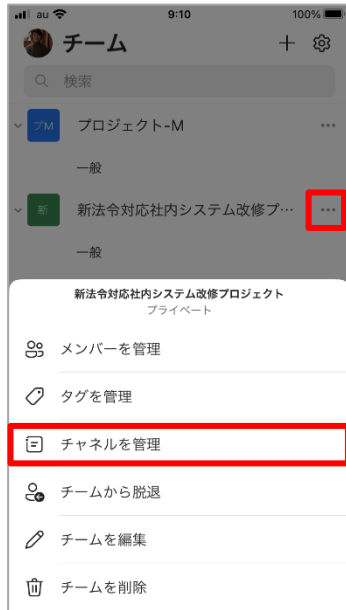 au 9:10 100%
チーム
検索
プM プロジェクト-M
一般
新 新法令対応社内システム改修プ…
一般
新法令対応社内システム改修プロジェクト
プライベート
メンバーを管理
タグを管理
チャネルを管理
チームから脱退
チームを編集
チームを削除